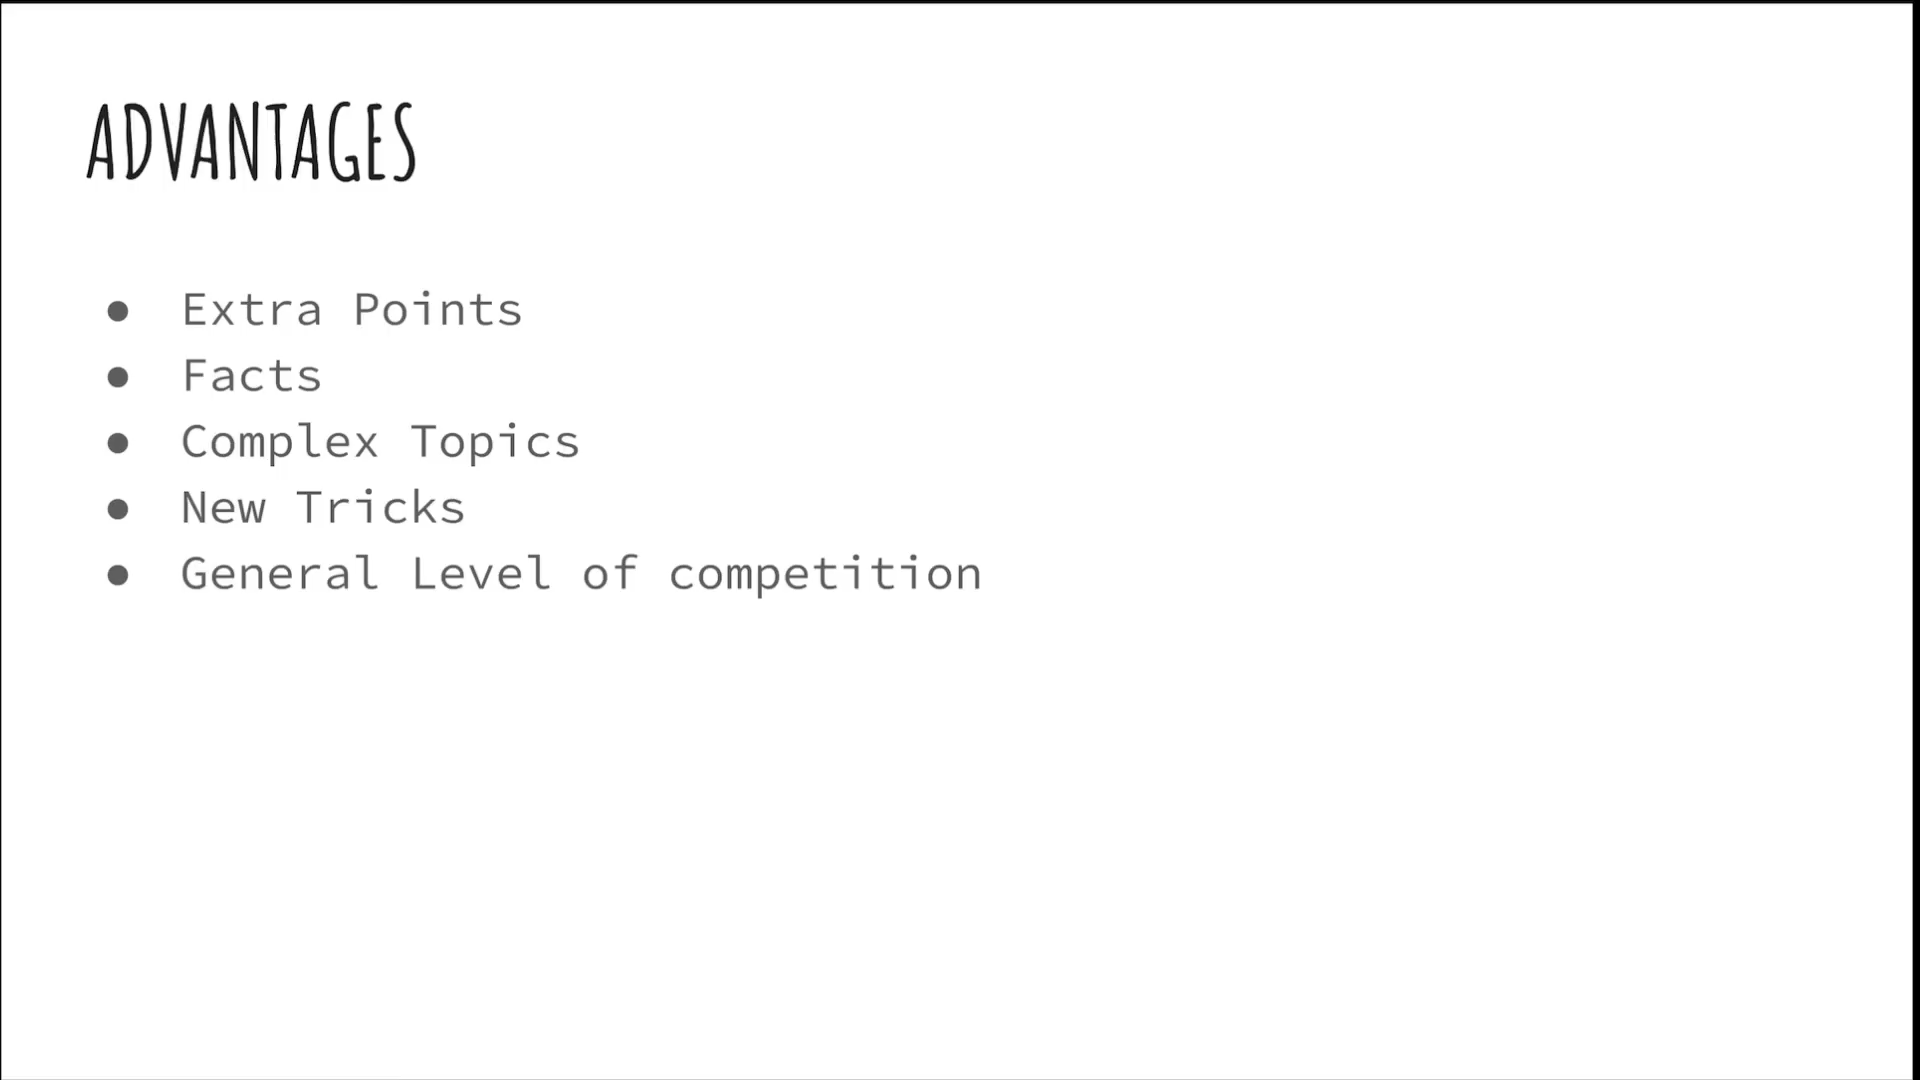 ADVANTAGES
● Extra Points
● Facts
● Complex Topics
● New Tricks
● General Level of competition